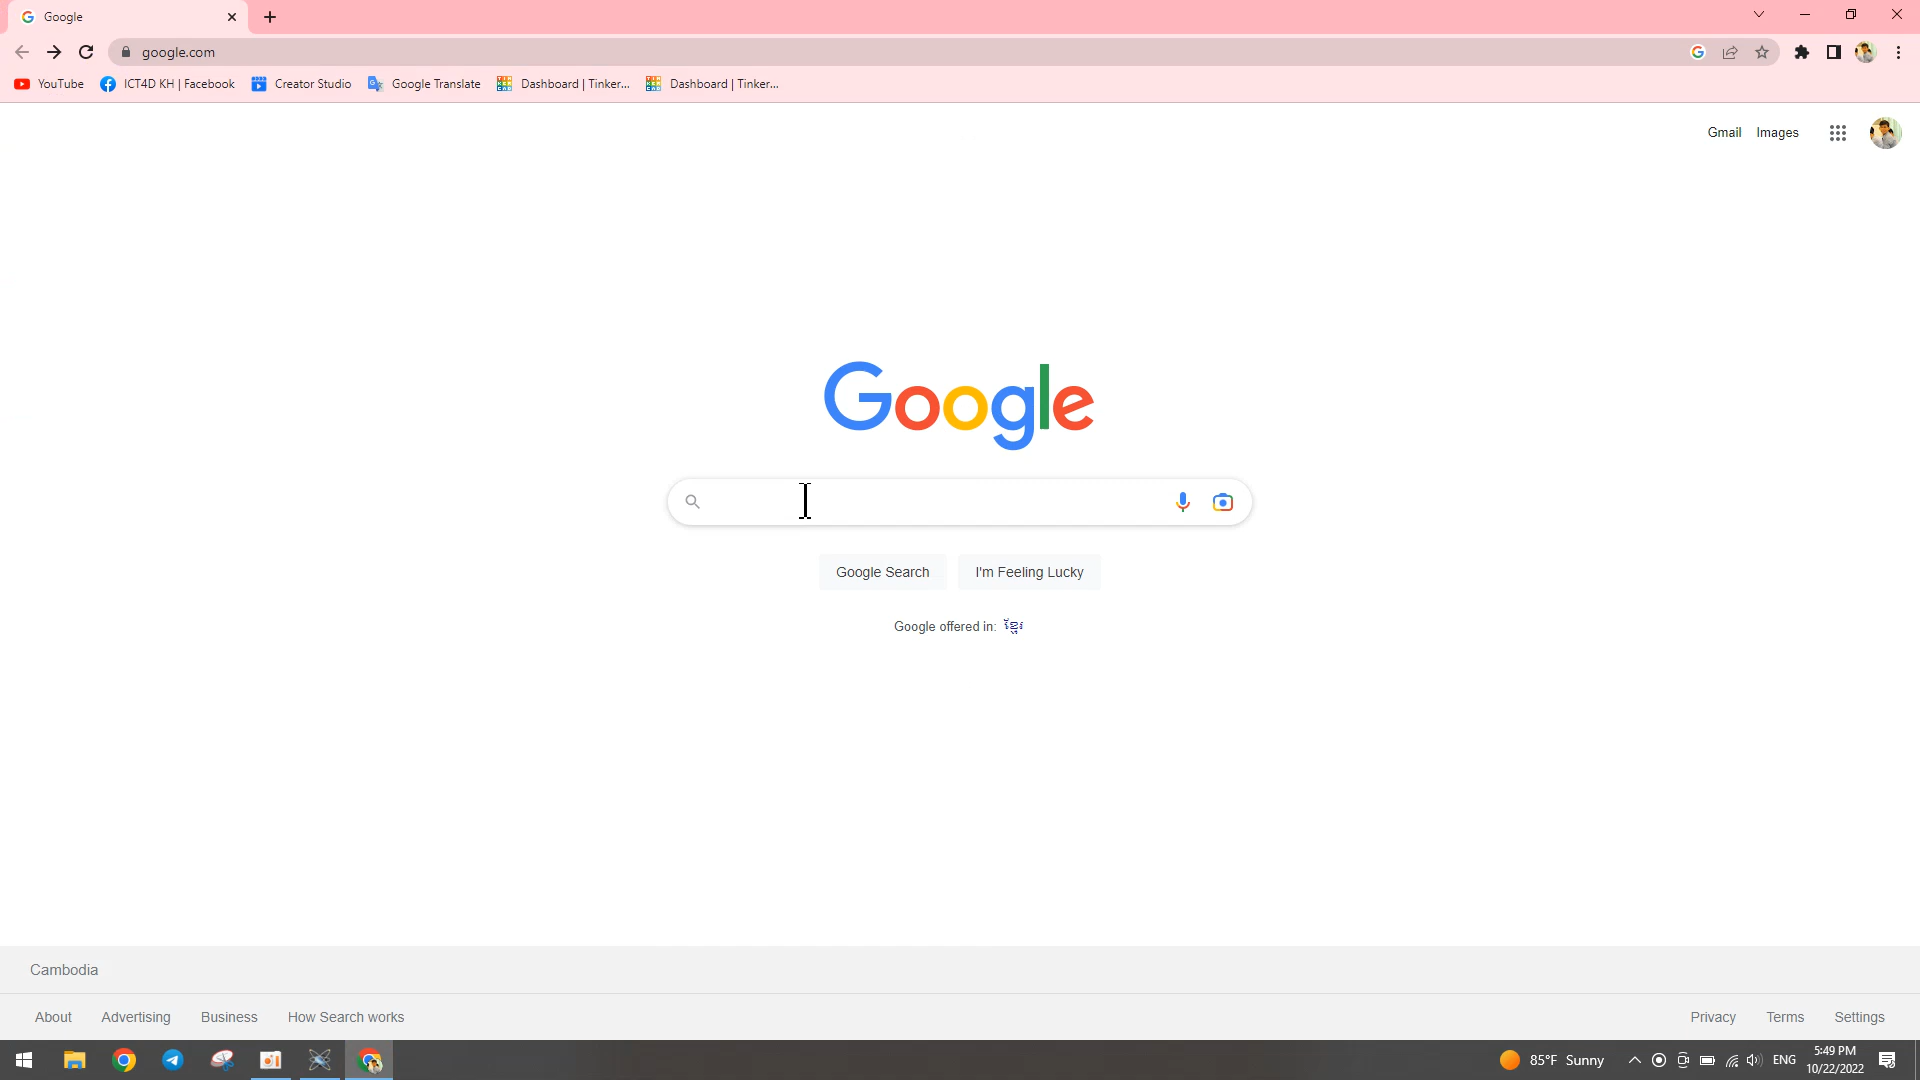 Google
google.com
YouTube
ICT4D KH | Facebook
Creator Studio
Google Translate
Dashboard | Tinker...
Dashboard | Tinker...
Gmail
Images
Google
Google Search
I'm Feeling Lucky
Google offered in: ខ្មែរ
Cambodia
About
Advertising
Business
How Search works
Privacy
Terms
Settings
85°F Sunny
ENG
5:49 PM
10/22/2022